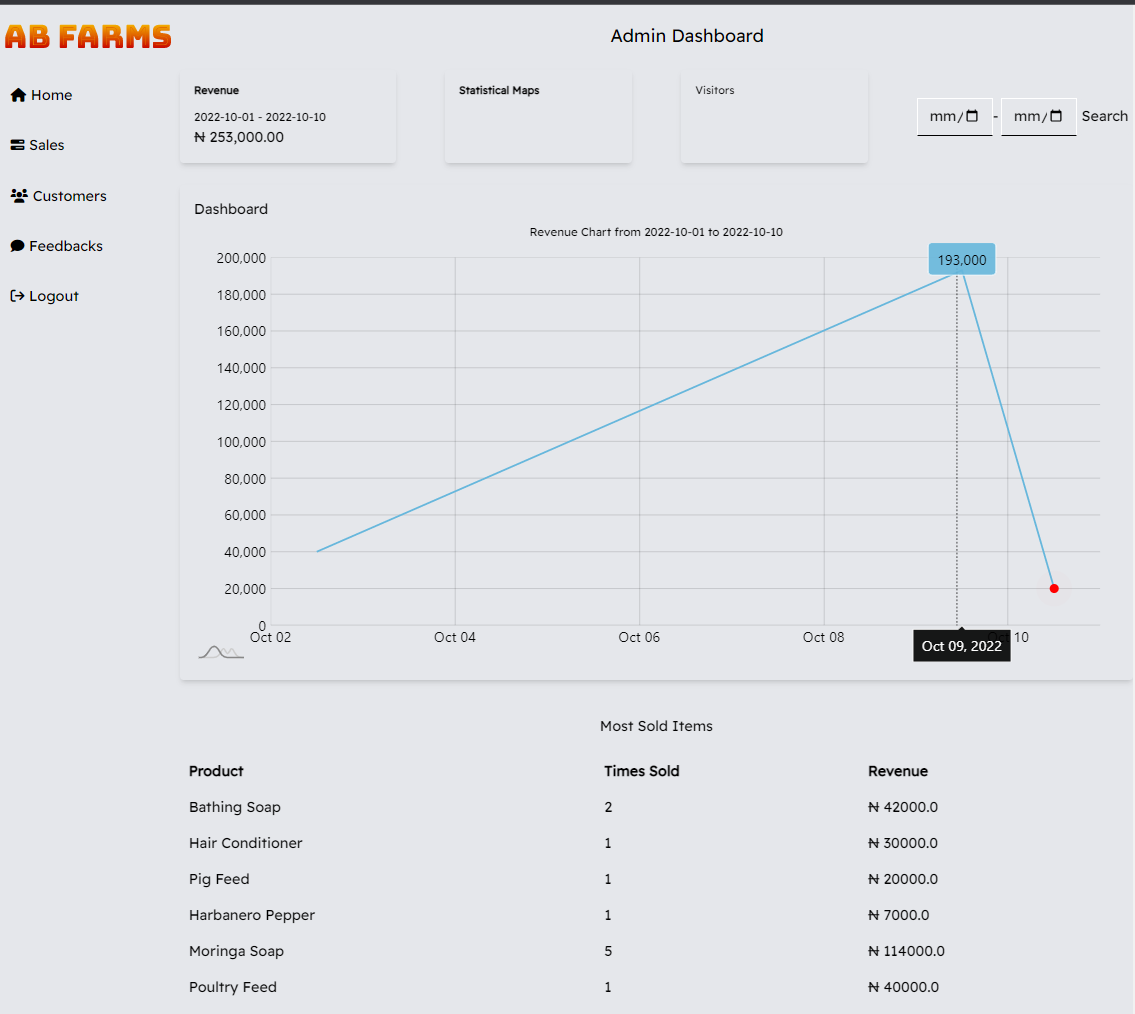 AB FARMS
Admin Dashboard
Home
Sales
Customers
Feedbacks
Logout
Revenue
2022-10-01 - 2022-10-10
₦ 253,000.00
Statistical Maps
Visitors
mm/ - mm/ Search
Dashboard
Revenue Chart from 2022-10-01 to 2022-10-10
193,000
200,000
180,000
160,000
140,000
120,000
100,000
80,000
60,000
40,000
20,000
0
Oct 02 Oct 04 Oct 06 Oct 08 10
Oct 09, 2022
Most Sold Items
Product Times Sold Revenue
Bathing Soap 2 ₦ 42000.0
Hair Conditioner 1 ₦ 30000.0
Pig Feed 1 ₦ 20000.0
Harbanero Pepper 1 ₦ 7000.0
Moringa Soap 5 ₦ 114000.0
Poultry Feed 1 ₦ 40000.0